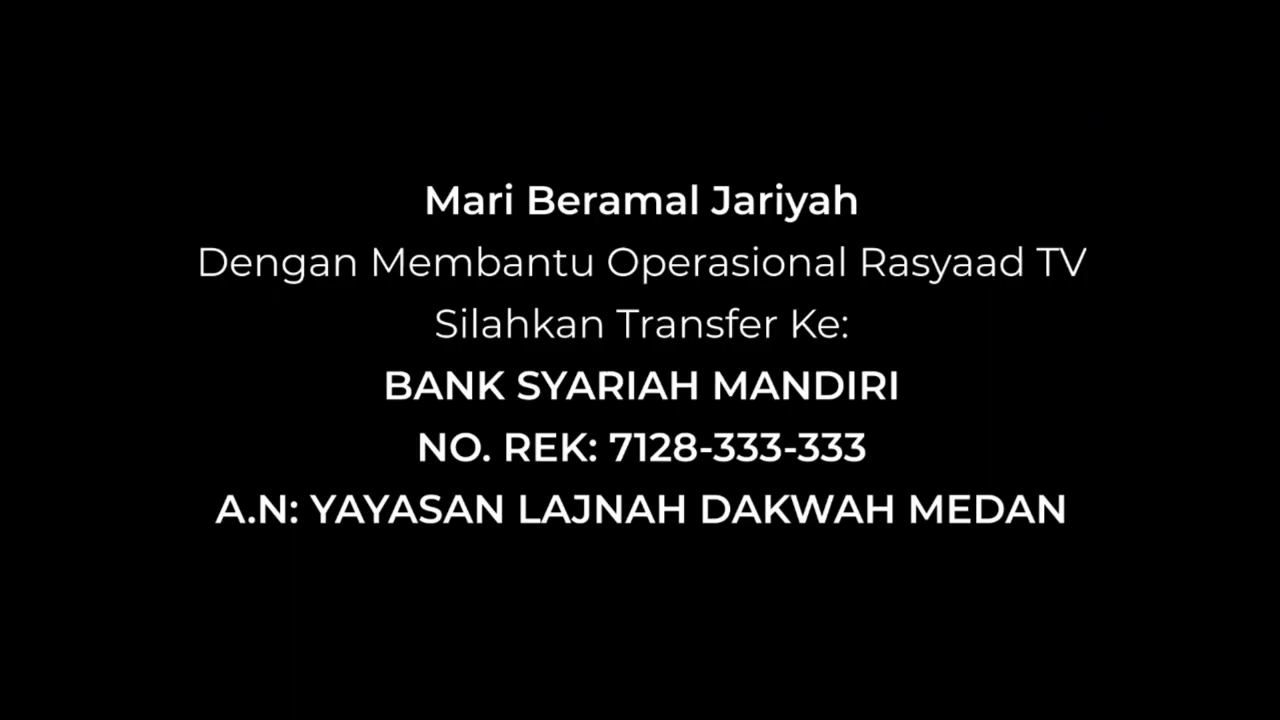 Mari Beramal Jariyah
Dengan Membantu Operasional Rasyaad TV
Silahkan Transfer Ke:
BANK SYARIAH MANDIRI
NO. REK: 7128-333-333
A.N: YAYASAN LAJNAH DAKWAH MEDAN